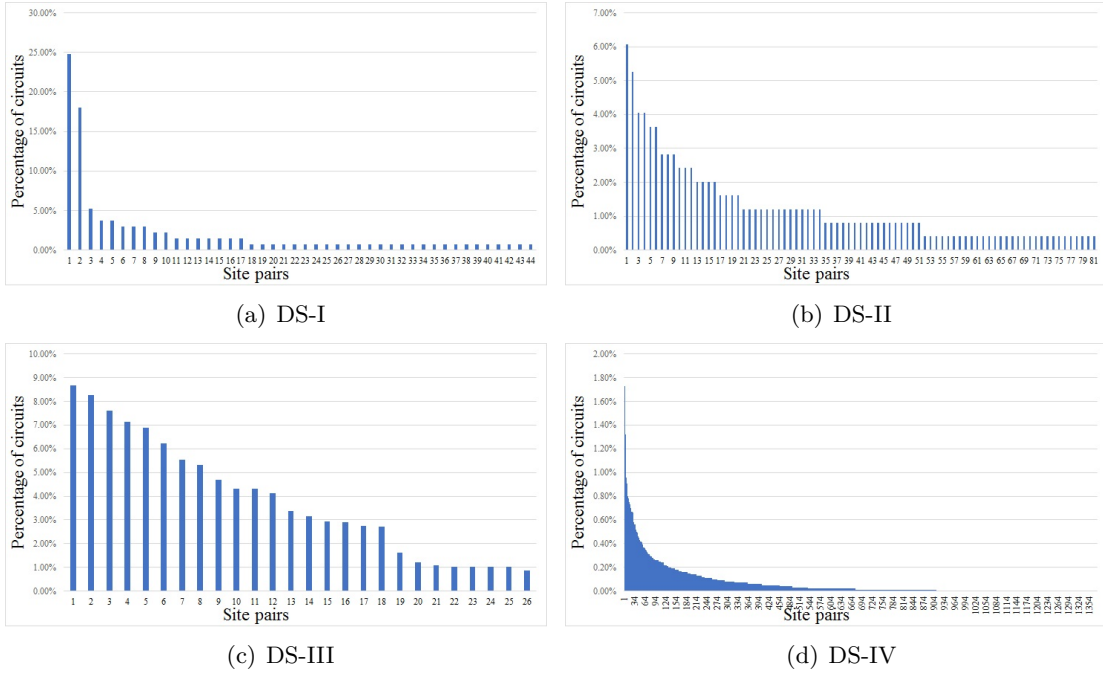 Percentage of circuits
30.00%
25.00%
20.00%
15.00%
10.00%
5.00%
0.00%
1 2 3 4 5 6 7 8 9 10 11 12 13 14 15 16 17 18 19 20 21 22 23 24 25 26 27 28 29 30 31 32 33 34 35 36 37 38 39 40 41 42 43 44
Site pairs
(a) DS-I
Percentage of circuits
7.00%
6.00%
5.00%
4.00%
3.00%
2.00%
1.00%
0.00%
1 3 5 7 9 11 13 15 17 19 21 23 25 27 29 31 33 35 37 39 41 43 45 47 49 51 53 55 57 59 61 63 65 67 69 71 73 75 77 79 81
Site pairs
(b) DS-II
Percentage of circuits
10.00%
9.00%
8.00%
7.00%
6.00%
5.00%
4.00%
3.00%
2.00%
1.00%
0.00%
1 2 3 4 5 6 7 8 9 10 11 12 13 14 15 16 17 18 19 20 21 22 23 24 25 26
Site pairs
(c) DS-III
Percentage of circuits
2.00%
1.80%
1.60%
1.40%
1.20%
1.00%
0.80%
0.60%
0.40%
0.20%
0.00%
1 34 64 94 124 154 184 214 244 274 304 334 364 394 424 454 484 514 544 574 604 634 664 694 724 754 784 814 844 874 904 934 964 994 1024 1054 1084 1114 1144 1174 1204 1234 1264 1294 1324 1354
Site pairs
(d) DS-IV